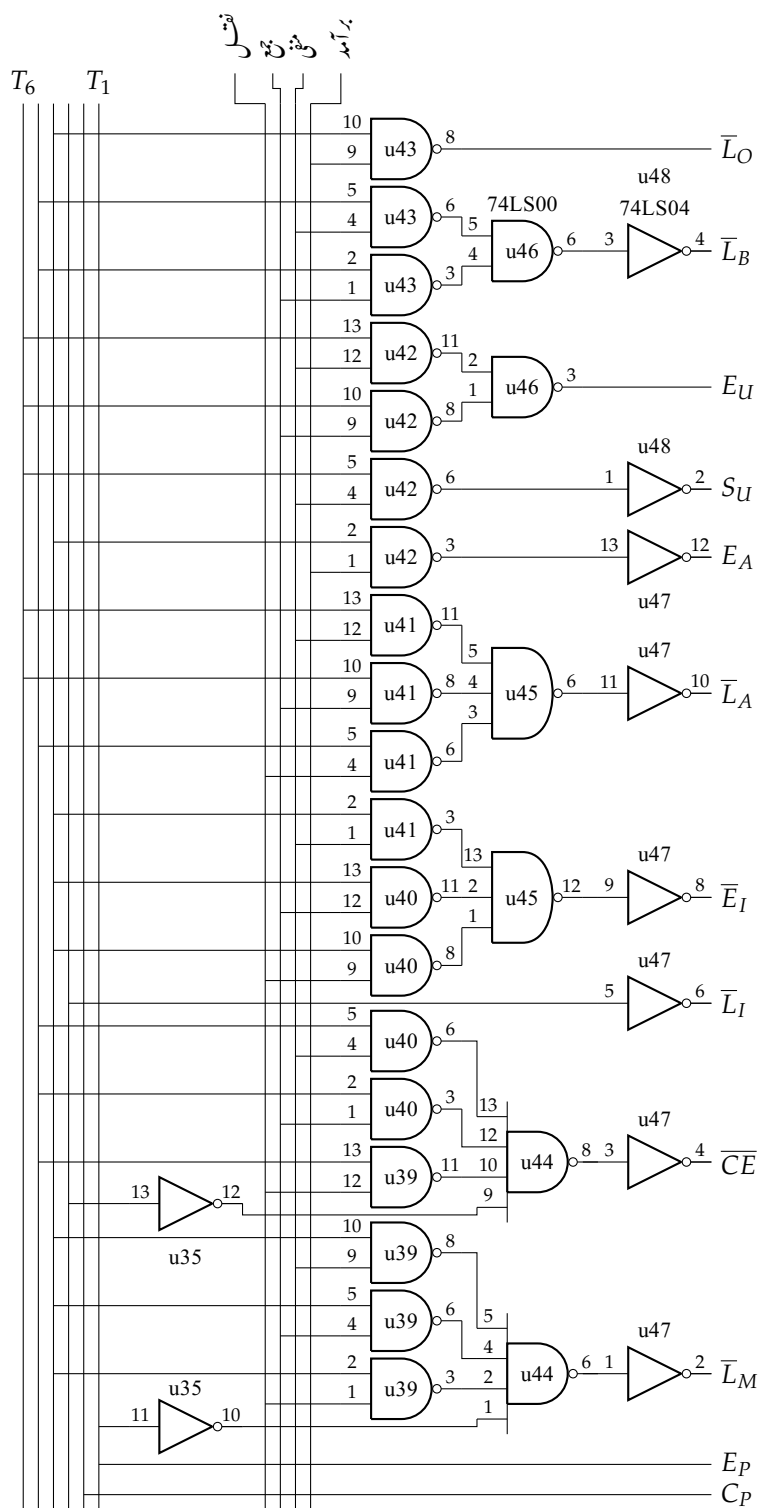 نقل جمع منفی برآمد
T6 T1
10 9 u43 8 L̅O
u48
5 4 u43 6 74LS00 74LS04
5 4 u46 6 3 4 L̅B
2 1 u43 3
13 12 u42 11
2 1 u46 3 EU
10 9 u42 8
u48
5 4 u42 6 1 2 SU
2 1 u42 3 13 12 EA
u47
13 12 u41 11
u47
10 9 u41 8 5 4 3 u45 6 11 10 L̅A
5 4 u41 6
2 1 u41 3
u47
13 12 u40 11 13 2 1 u45 12 9 8 E̅I
10 9 u40 8
u47
5 6 L̅I
5 4 u40 6
2 1 u40 3
u47
13 12 u39 11 13 12 10 9 u44 8 3 4 C̅E̅
13 12
u35
10 9 u39 8
5 4 u39 6
u47
2 1 u39 3 5 4 2 1 u44 6 1 2 L̅M
u35
11 10
EP
CP